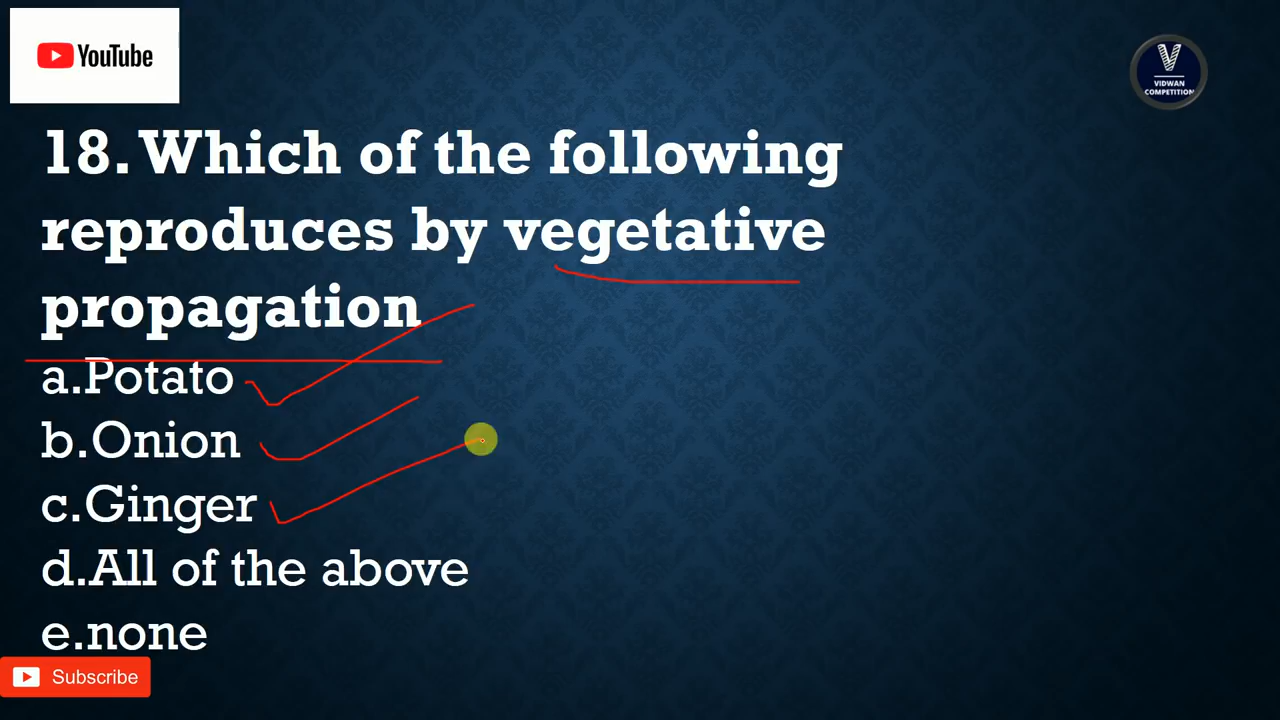 YouTube
VIDWAN
COMPETITION
18. Which of the following
reproduces by vegetative
propagation
a.Potato
b.Onion
c.Ginger
d.All of the above
e.none
Subscribe